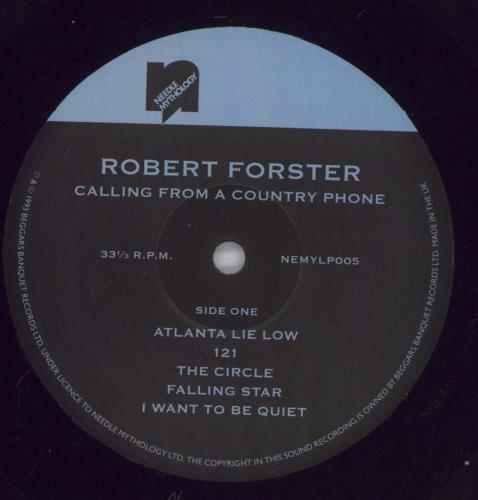 NEEDLE
MYTHOLOGY
ROBERT FORSTER
CALLING FROM A COUNTRY PHONE
33⅓ R.P.M.
NEMYLP005
SIDE ONE
ATLANTA LIE LOW
121
THE CIRCLE
FALLING STAR
I WANT TO BE QUIET
℗ & © 1993 BEGGARS BANQUET RECORDS LTD. UNDER LICENCE TO NEEDLE MYTHOLOGY LTD. THE COPYRIGHT IN THIS SOUND RECORDING IS OWNED BY BEGGARS BANQUET RECORDS LTD. MADE IN THE UK.